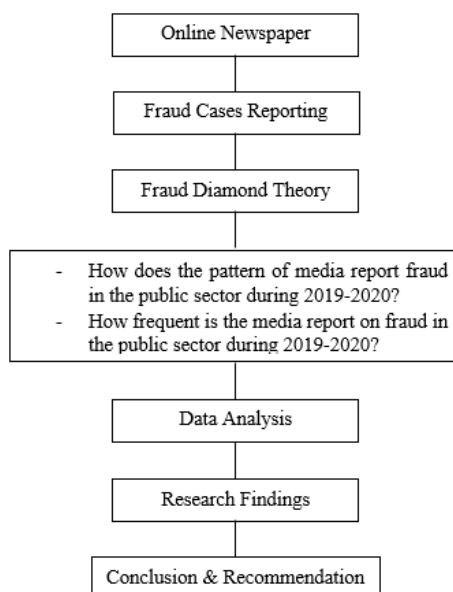 Online Newspaper
Fraud Cases Reporting
Fraud Diamond Theory
- How does the pattern of media report fraud
in the public sector during 2019-2020?
- How frequent is the media report on fraud in
the public sector during 2019-2020?
Data Analysis
Research Findings
Conclusion & Recommendation